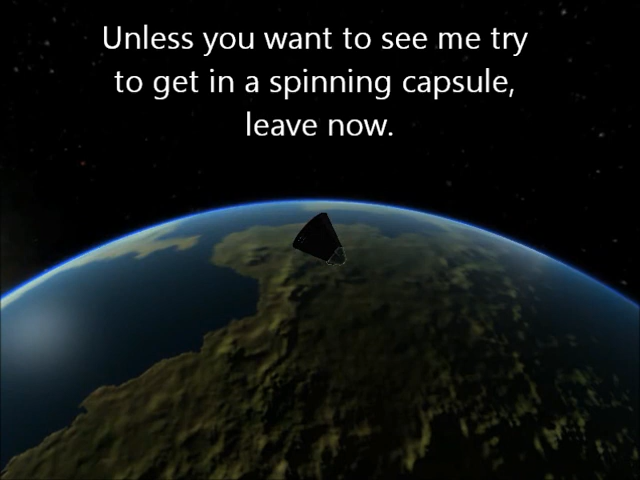 Unless you want to see me try
to get in a spinning capsule,
leave now.